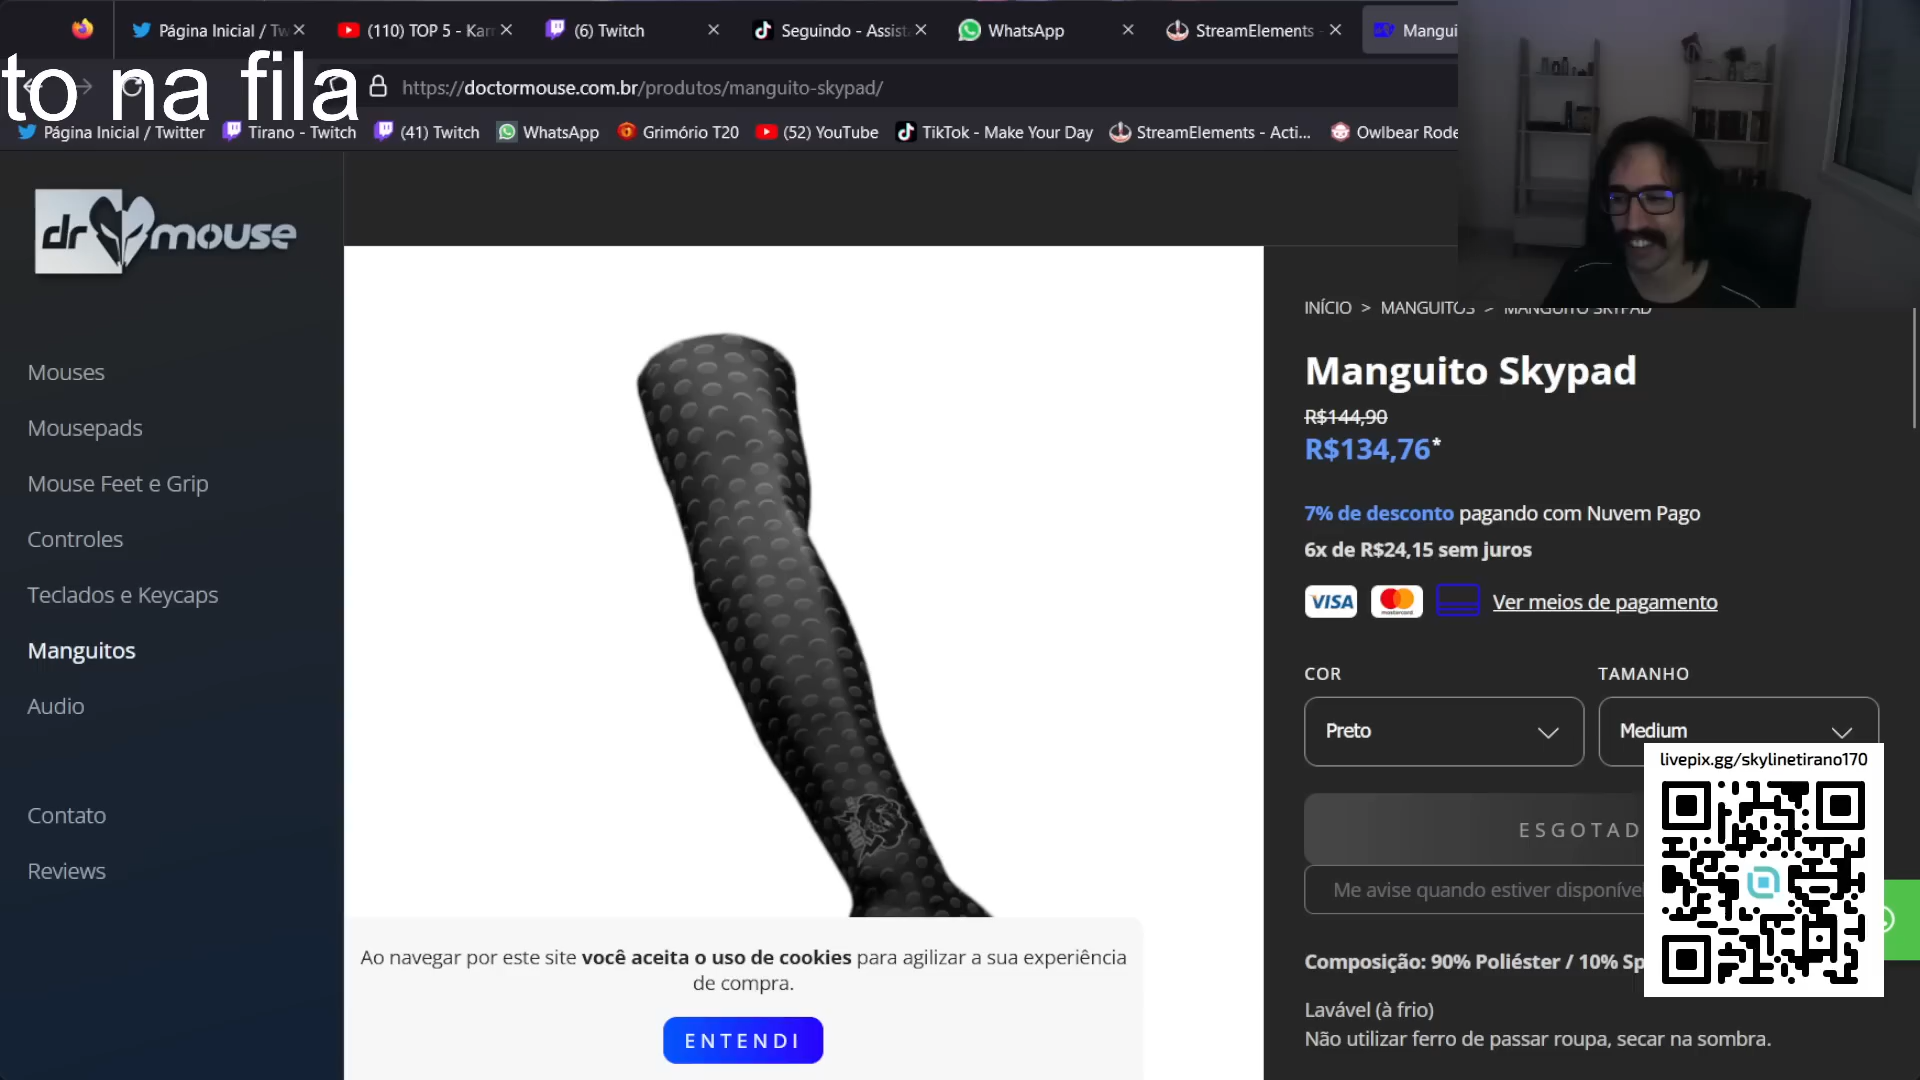 Página Inicial / Tw
(110) TOP 5 - Kar
(6) Twitch
Seguindo - Assist
WhatsApp
StreamElements -
Mangui
to na fila
https://doctormouse.com.br/produtos/manguito-skypad/
Página Inicial / Twitter
Tirano - Twitch
(41) Twitch
WhatsApp
Grimório T20
(52) YouTube
TikTok - Make Your Day
StreamElements - Acti...
Owlbear Rode
dr mouse
Mouses
Mousepads
Mouse Feet e Grip
Controles
Teclados e Keycaps
Manguitos
Audio
Contato
Reviews
INÍCIO > MANGUITOS > MANGUITO SKYPAD
Manguito Skypad
R$144,90
R$134,76*
7% de desconto pagando com Nuvem Pago
6x de R$24,15 sem juros
VISA
mastercard
Ver meios de pagamento
COR
TAMANHO
Preto
Medium
livepix.gg/skylinetirano170
ESGOTAD
Me avise quando estiver disponíve
Composição: 90% Poliéster / 10% Sp
Lavável (à frio)
Não utilizar ferro de passar roupa, secar na sombra.
Ao navegar por este site você aceita o uso de cookies para agilizar a sua experiência
de compra.
ENTENDI